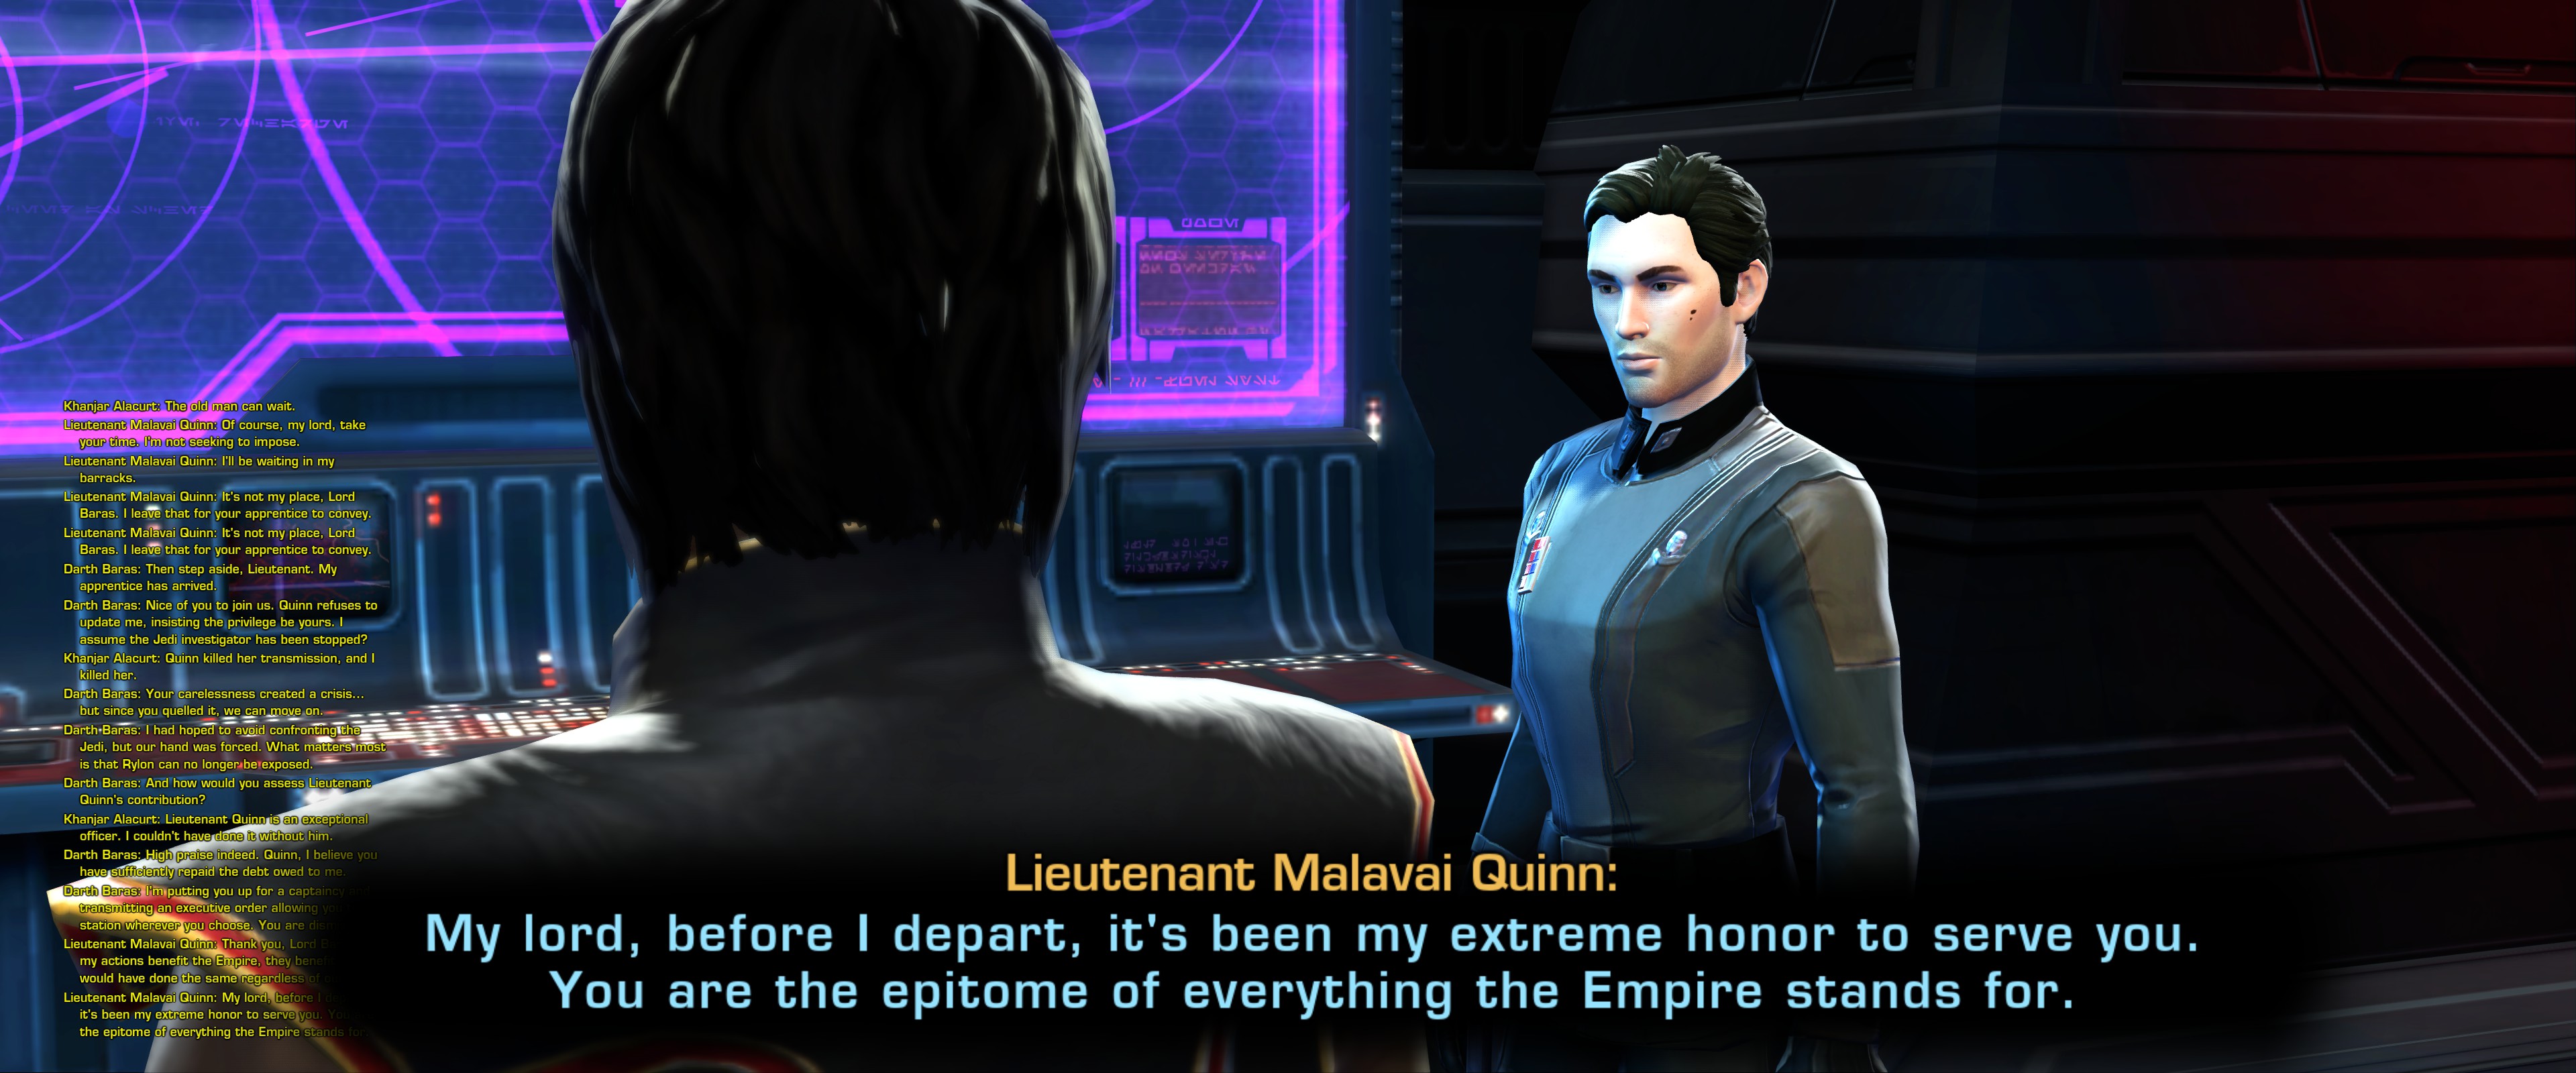 Khanjar Alacurt: The old man can wait.
Lieutenant Malavai Quinn: Of course, my lord, take
your time. I'm not seeking to impose.
Lieutenant Malavai Quinn: I'll be waiting in my
barracks.
Lieutenant Malavai Quinn: It's not my place, Lord
Baras. I leave that for your apprentice to convey.
Lieutenant Malavai Quinn: It's not my place, Lord
Baras. I leave that for your apprentice to convey.
Darth Baras: Then step aside, Lieutenant. My
apprentice has arrived.
Darth Baras: Nice of you to join us. Quinn refuses to
update me, insisting the privilege be yours. I
assume the Jedi investigator has been stopped?
Khanjar Alacurt: Quinn killed her transmission, and I
killed her.
Darth Baras: Your carelessness created a crisis...
but since you quelled it, we can move on.
Darth Baras: I had hoped to avoid confronting the
Jedi, but our hand was forced. What matters most
is that Rylon can no longer be exposed.
Darth Baras: And how would you assess Lieutenant
Quinn's contribution?
Khanjar Alacurt: Lieutenant Quinn is an exceptional
officer. I couldn't have done it without him.
Darth Baras: High praise indeed. Quinn, I believe you
have sufficiently repaid the debt owed to me.
Darth Baras: I'm putting you up for a captaincy
transmitting an executive order allowing
station wherever you choose. You are
Lieutenant Malavai Quinn: Thank you, Lord
my actions benefit the Empire, they
would have done the same regardless of
Lieutenant Malavai Quinn: My lord, before I
it's been my extreme honor to serve you. You
the epitome of everything the Empire stands for.
Lieutenant Malavai Quinn:
My lord, before I depart, it's been my extreme honor to serve you.
You are the epitome of everything the Empire stands for.